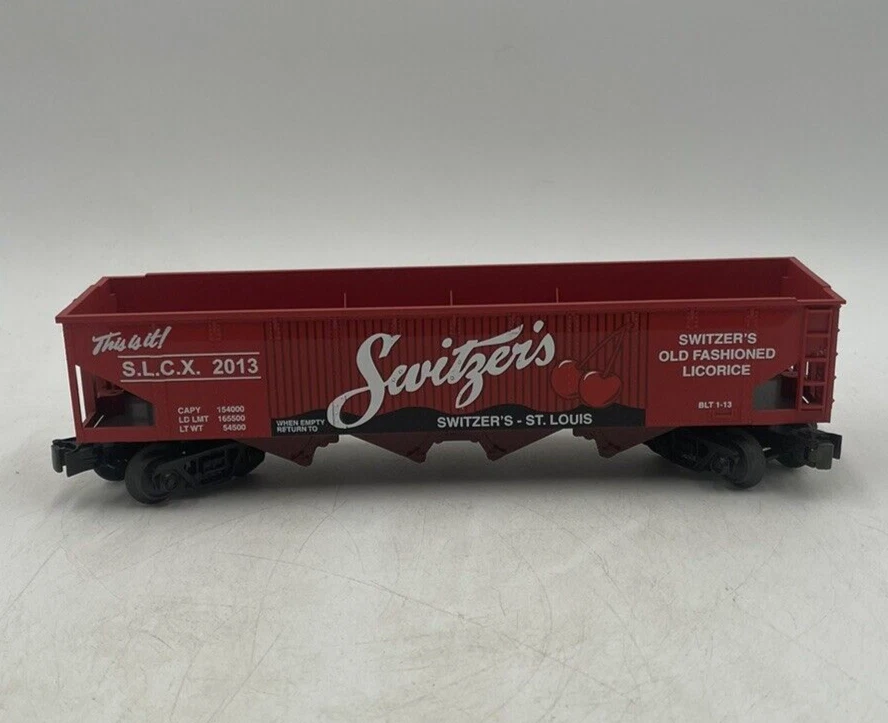 This is it!
S.L.C.X. 2013
CAPY 154000
LD LMT 165500
LT WT 54500
WHEN EMPTY
RETURN TO
Switzer's
SWITZER'S - ST. LOUIS
SWITZER'S
OLD FASHIONED
LICORICE
BLT 1-13